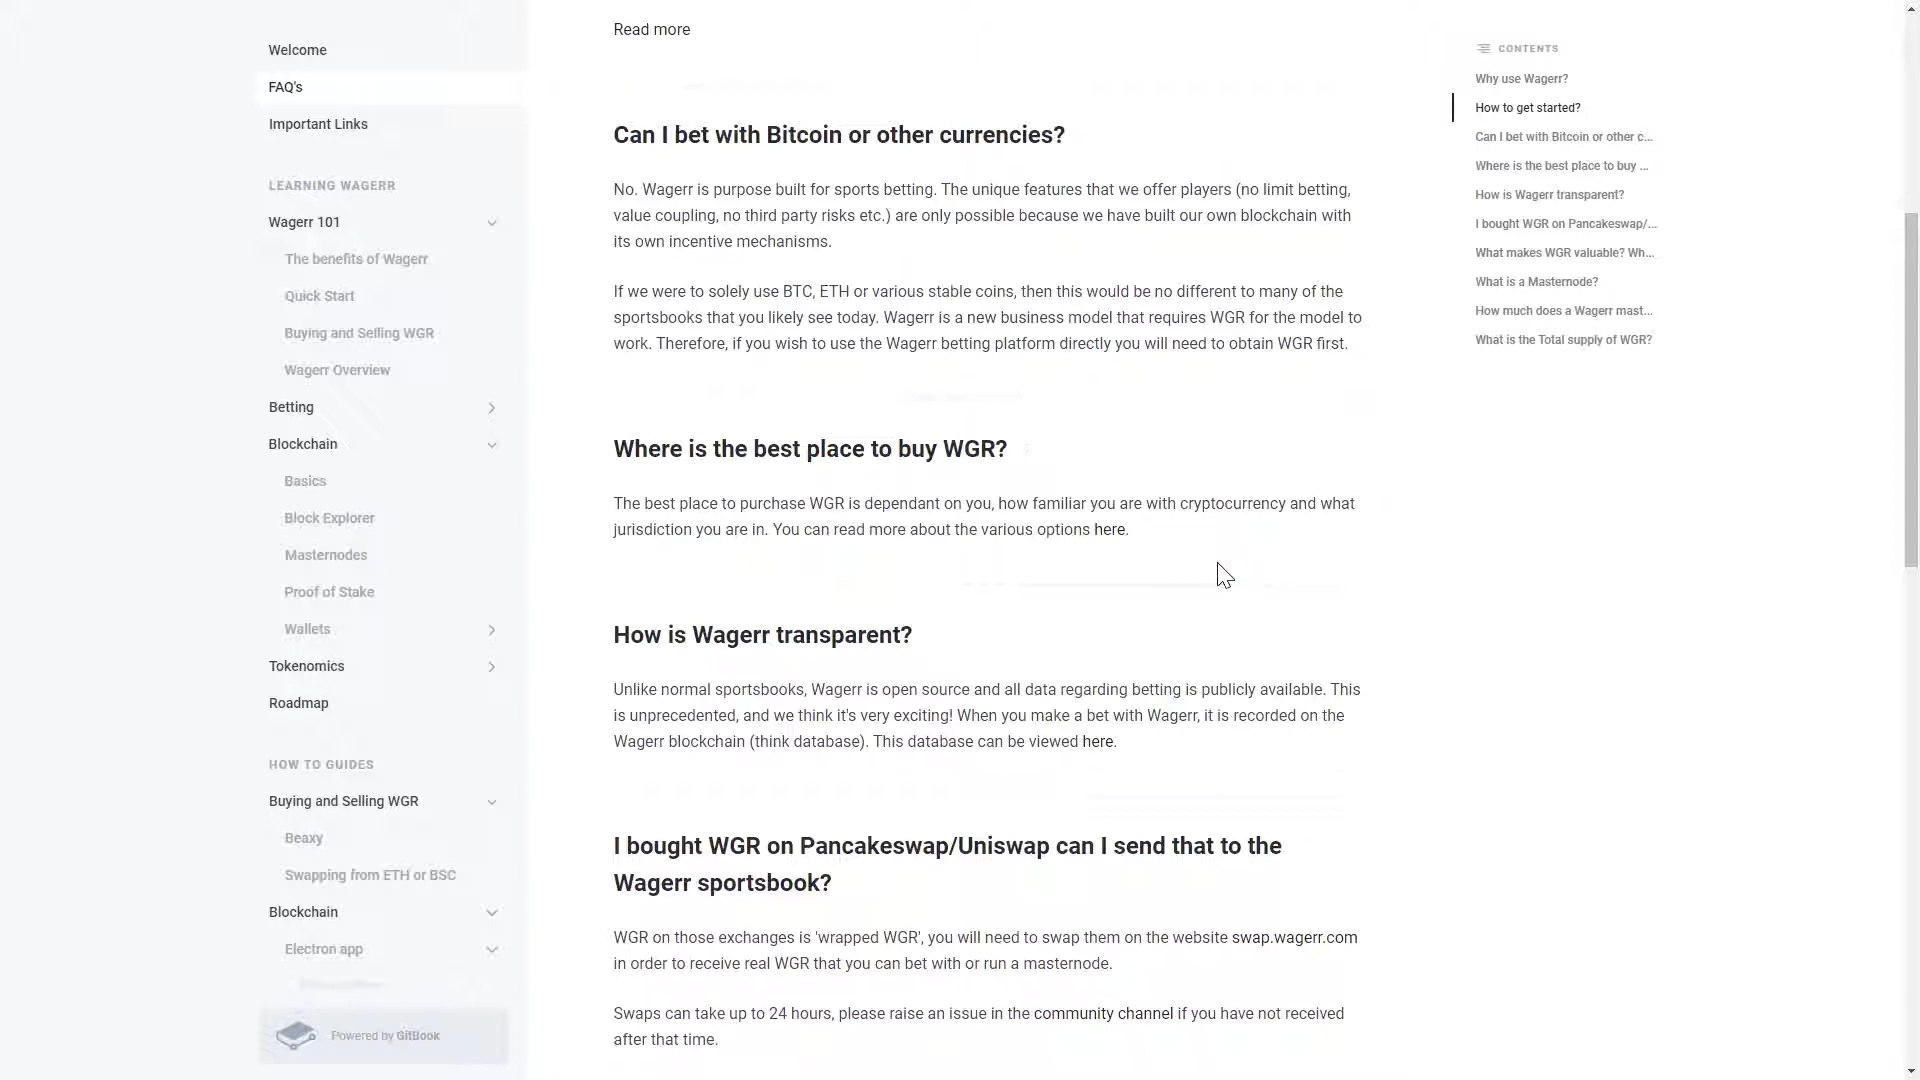 Welcome
FAQ's
Important Links
LEARNING WAGERR
Wagerr 101
The benefits of Wagerr
Quick Start
Buying and Selling WGR
Wagerr Overview
Betting
Blockchain
Basics
Block Explorer
Masternodes
Proof of Stake
Wallets
Tokenomics
Roadmap
HOW TO GUIDES
Buying and Selling WGR
Beaxy
Swapping from ETH or BSC
Blockchain
Electron app
Powered by GitBook
Read more
Can I bet with Bitcoin or other currencies?
No. Wagerr is purpose built for sports betting. The unique features that we offer players (no limit betting,
value coupling, no third party risks etc.) are only possible because we have built our own blockchain with
its own incentive mechanisms.
If we were to solely use BTC, ETH or various stable coins, then this would be no different to many of the
sportsbooks that you likely see today. Wagerr is a new business model that requires WGR for the model to
work. Therefore, if you wish to use the Wagerr betting platform directly you will need to obtain WGR first.
Where is the best place to buy WGR?
The best place to purchase WGR is dependant on you, how familiar you are with cryptocurrency and what
jurisdiction you are in. You can read more about the various options here.
How is Wagerr transparent?
Unlike normal sportsbooks, Wagerr is open source and all data regarding betting is publicly available. This
is unprecedented, and we think it's very exciting! When you make a bet with Wagerr, it is recorded on the
Wagerr blockchain (think database). This database can be viewed here.
I bought WGR on Pancakeswap/Uniswap can I send that to the
Wagerr sportsbook?
WGR on those exchanges is 'wrapped WGR', you will need to swap them on the website swap.wagerr.com
in order to receive real WGR that you can bet with or run a masternode.
Swaps can take up to 24 hours, please raise an issue in the community channel if you have not received
after that time.
CONTENTS
Why use Wagerr?
How to get started?
Can I bet with Bitcoin or other c...
Where is the best place to buy ...
How is Wagerr transparent?
I bought WGR on Pancakeswap/...
What makes WGR valuable? Wh...
What is a Masternode?
How much does a Wagerr mast...
What is the Total supply of WGR?